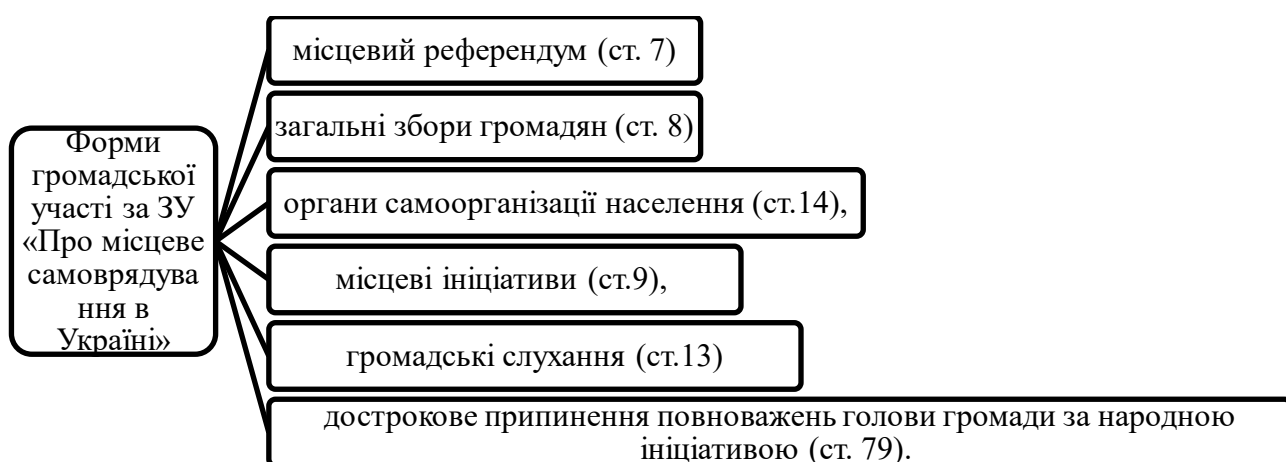 Форми
громадської
участі за ЗУ
«Про місцеве
самоврядува
ння в
Україні»
місцевий референдум (ст. 7)
загальні збори громадян (ст. 8)
органи самоорганізації населення (ст.14),
місцеві ініціативи (ст.9),
громадські слухання (ст.13)
дострокове припинення повноважень голови громади за народною
ініціативою (ст. 79).